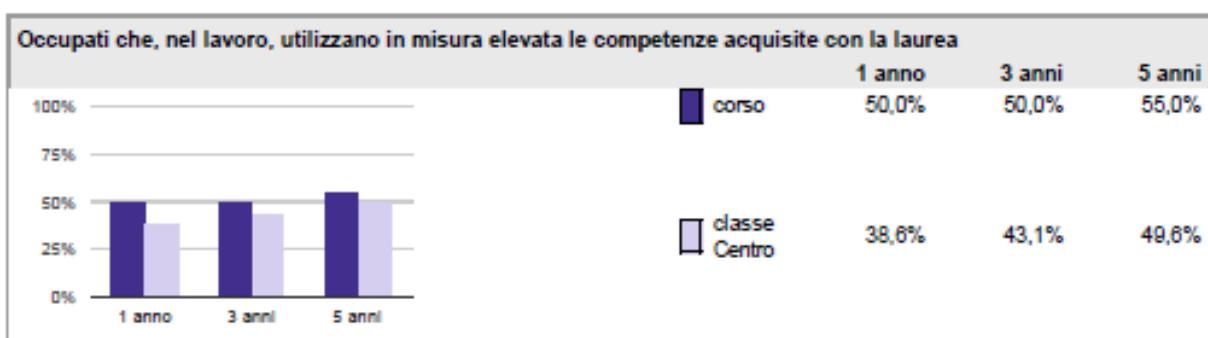 Occupati che, nel lavoro, utilizzano in misura elevata le competenze acquisite con la laurea
1 anno 3 anni 5 anni
corso 50,0% 50,0% 55,0%
classe
Centro 38,6% 43,1% 49,6%
100%
75%
50%
25%
0%
1 anno 3 anni 5 anni